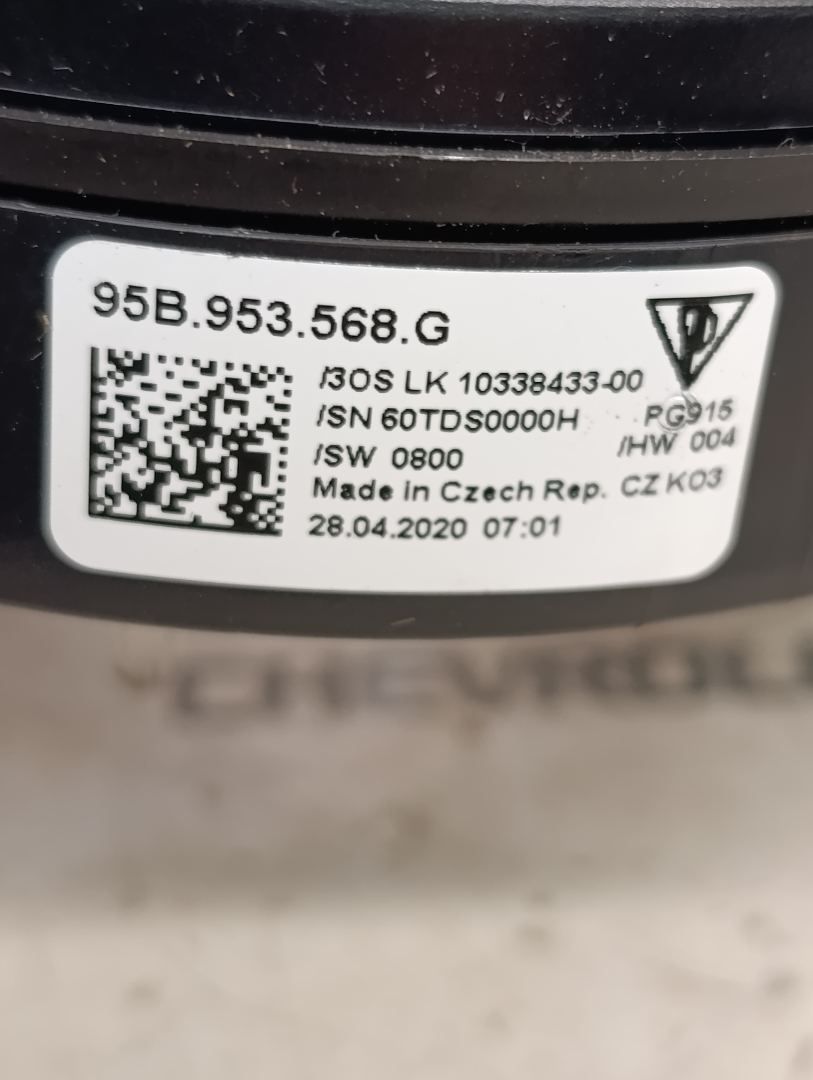 95B.953.568.G
/3OS LK 10338433-00
/SN 60TDS0000H PG915
/SW 0800 /HW 004
Made in Czech Rep. CZ K03
28.04.2020 07:01
CHEVROL